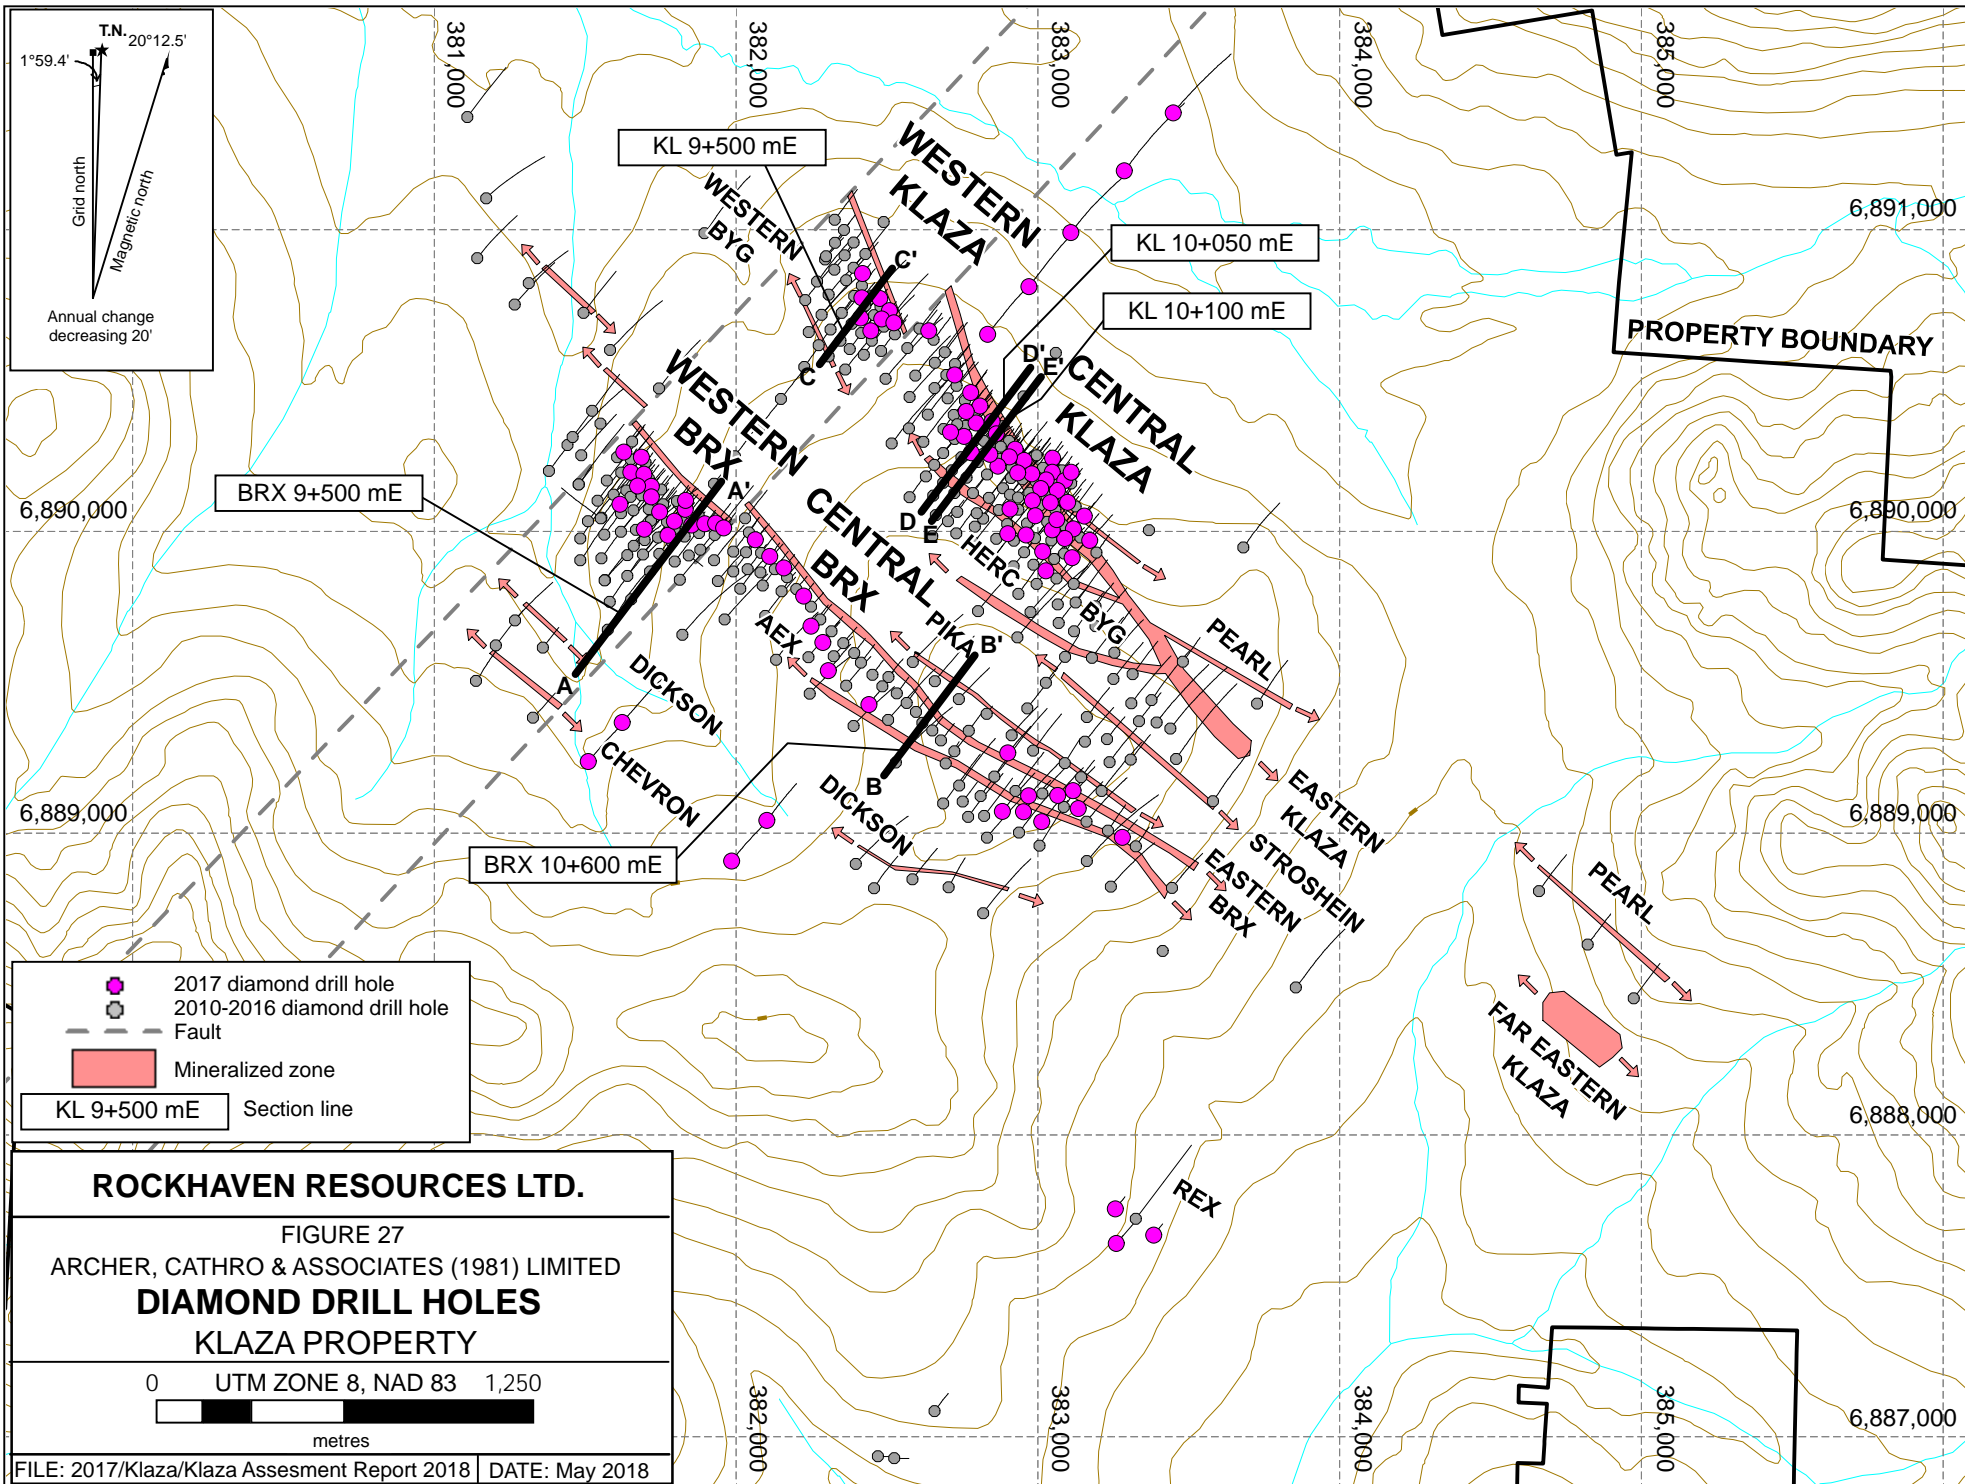 T.N.
20°12.5'
1°59.4'
Grid north
Magnetic north
Annual change
decreasing 20'
381,000
382,000
383,000
384,000
385,000
6,891,000
6,890,000
6,890,000
6,889,000
6,889,000
6,888,000
6,887,000
382,000
383,000
384,000
385,000
PROPERTY BOUNDARY
KL 9+500 mE
KL 10+050 mE
KL 10+100 mE
BRX 9+500 mE
BRX 10+600 mE
WESTERN
KLAZA
WESTERN
BYG
C'
C
D'
E'
D
E
CENTRAL
KLAZA
WESTERN
BRX
A'
A
CENTRAL
BRX
HERC
BYG
PEARL
PIKA
B'
B
AEX
DICKSON
CHEVRON
DICKSON
EASTERN
KLAZA
STROSHEIN
EASTERN
BRX
PEARL
FAR EASTERN
KLAZA
REX
2017 diamond drill hole
2010-2016 diamond drill hole
Fault
Mineralized zone
KL 9+500 mE
Section line
ROCKHAVEN RESOURCES LTD.
FIGURE 27
ARCHER, CATHRO & ASSOCIATES (1981) LIMITED
DIAMOND DRILL HOLES
KLAZA PROPERTY
0 UTM ZONE 8, NAD 83 1,250
metres
FILE: 2017/Klaza/Klaza Assesment Report 2018
DATE: May 2018